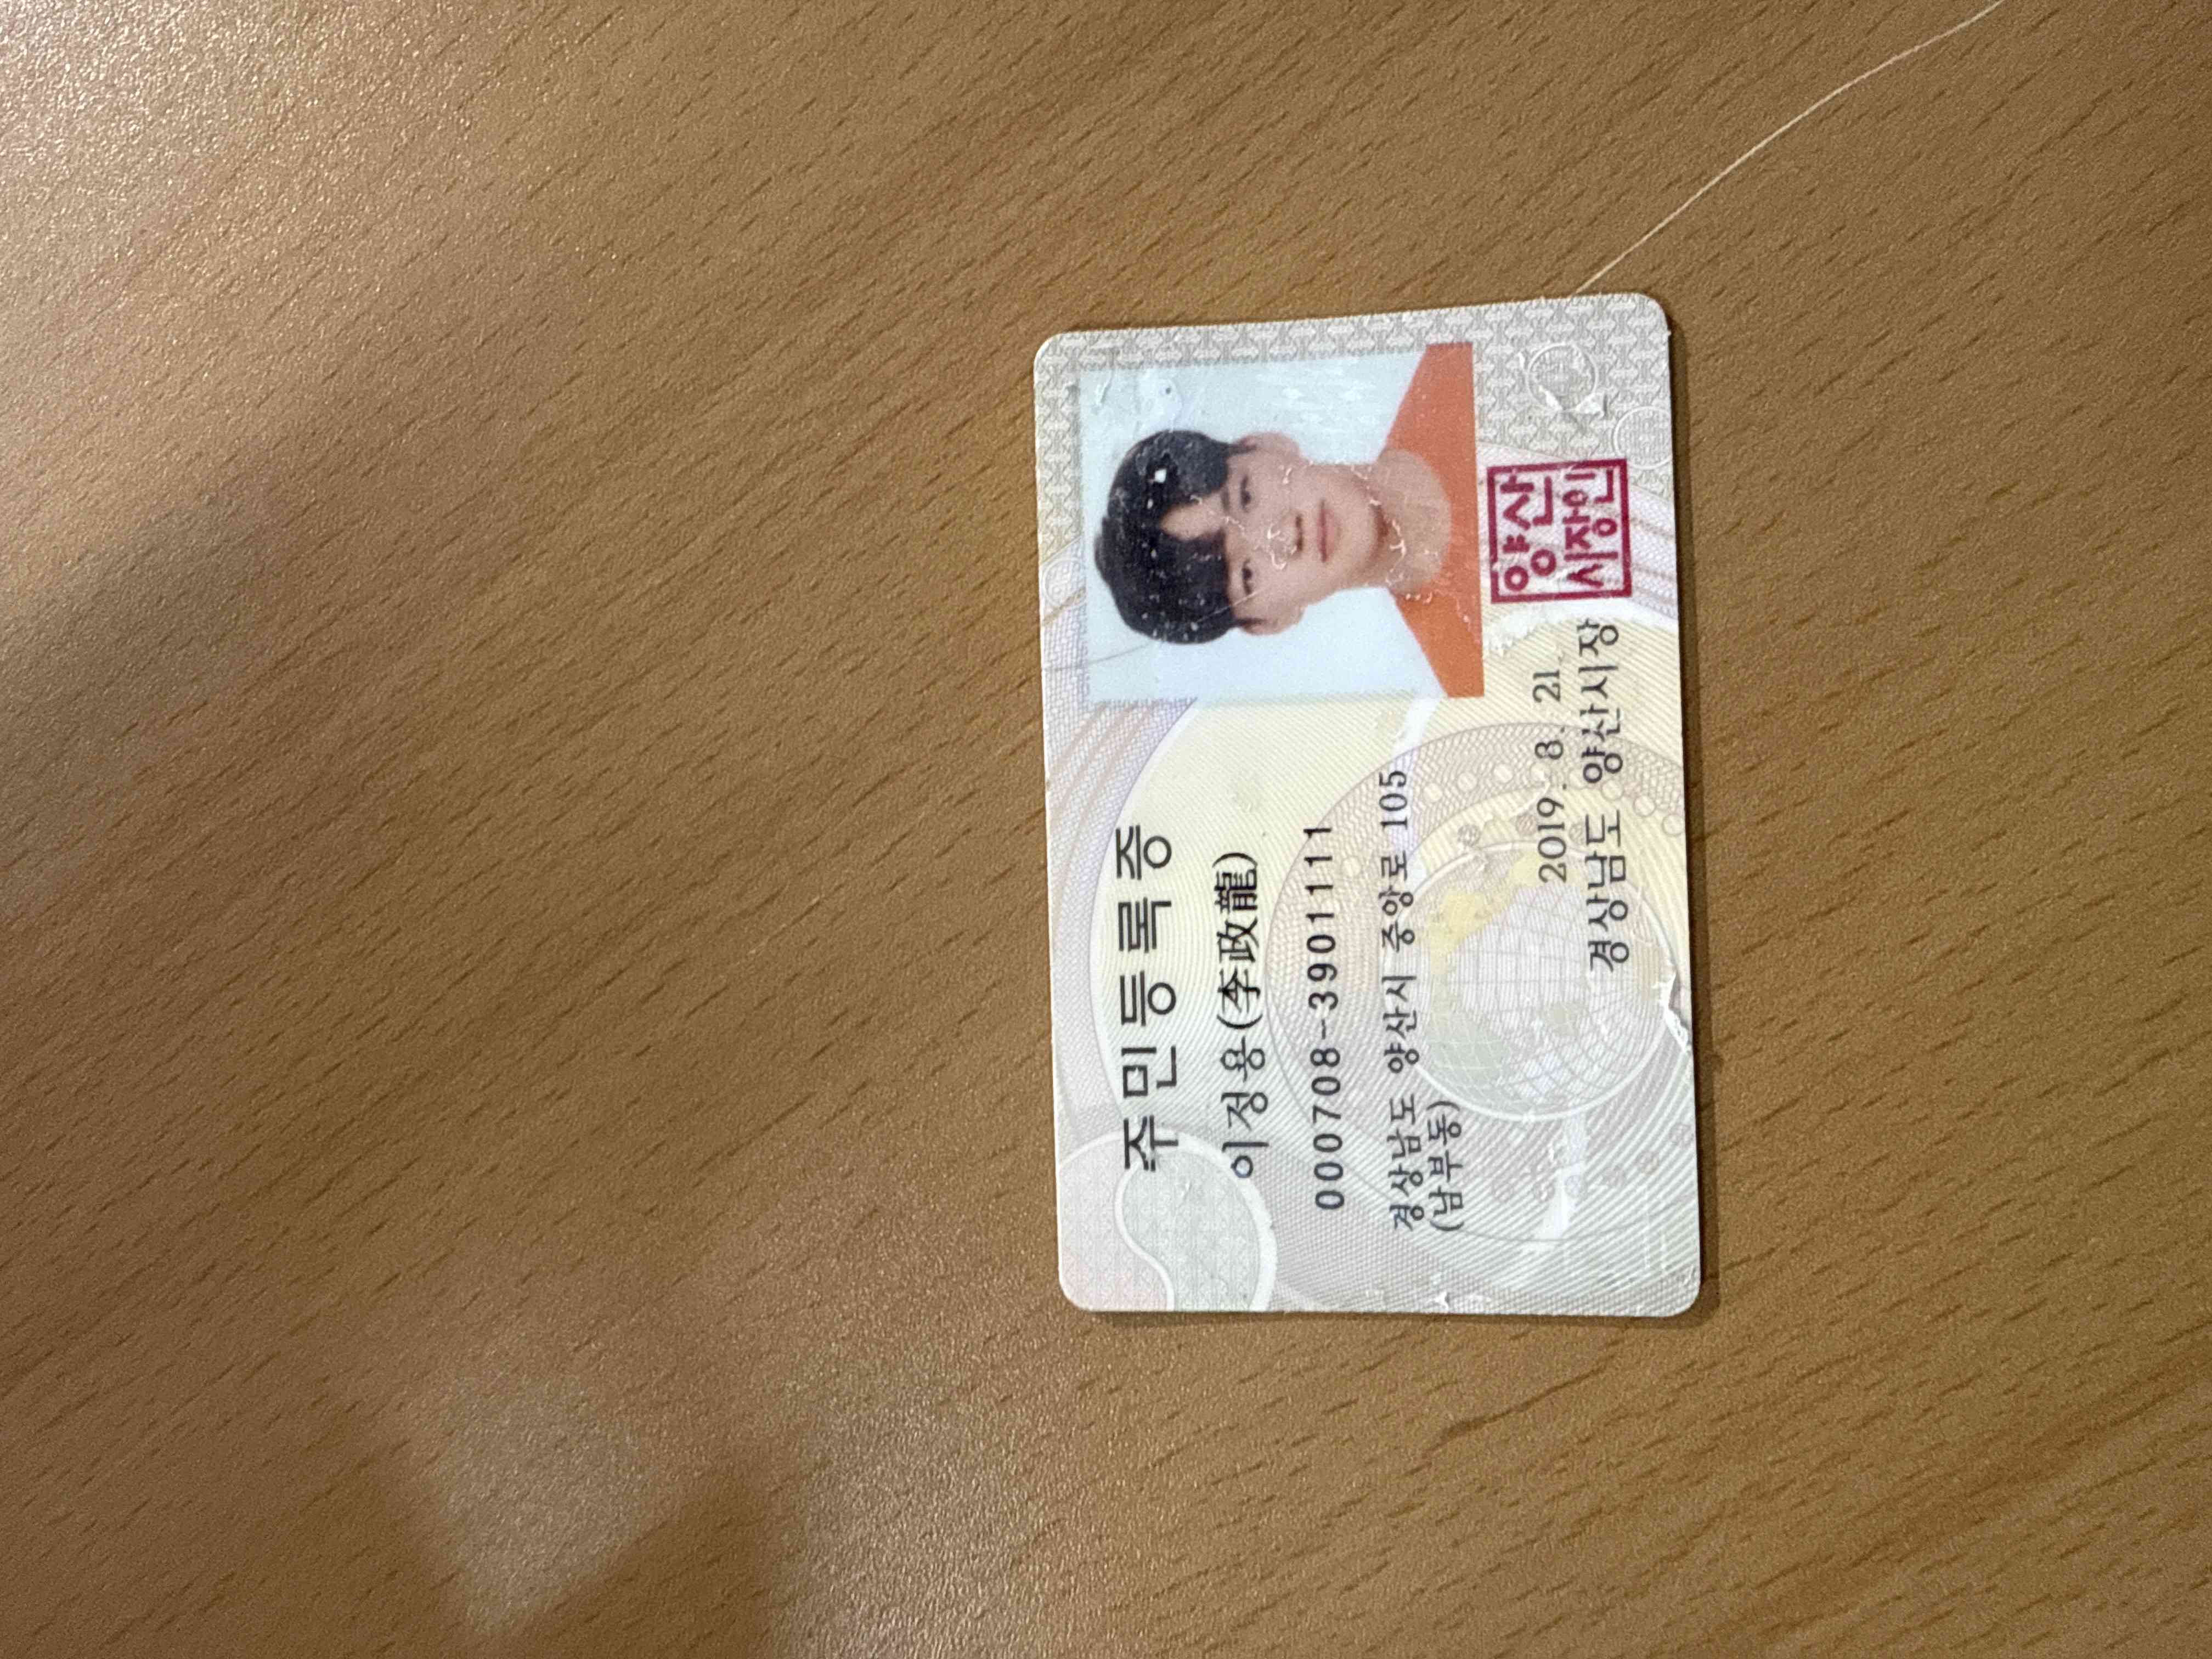 주민등록증
이정용(李政龍)
000708-3901111
경상남도 양산시 중앙로 105
(남부동)
2019. 8. 21.
경상남도 양산시장
양산
시장인